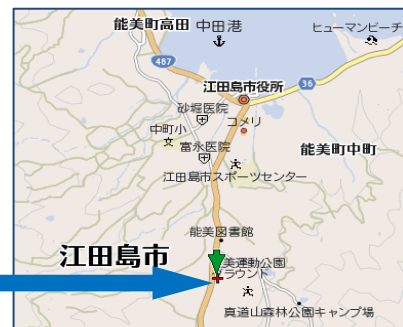 能美町高田
中田港
ヒューマンビーチ
487
江田島市役所
36
砂堀医院
コメリ
中町小
富永医院
能美町中町
江田島市スポーツセンター
能美図書館
江田島市
美運動公園
ラウンド
真道山森林公園キャンプ場